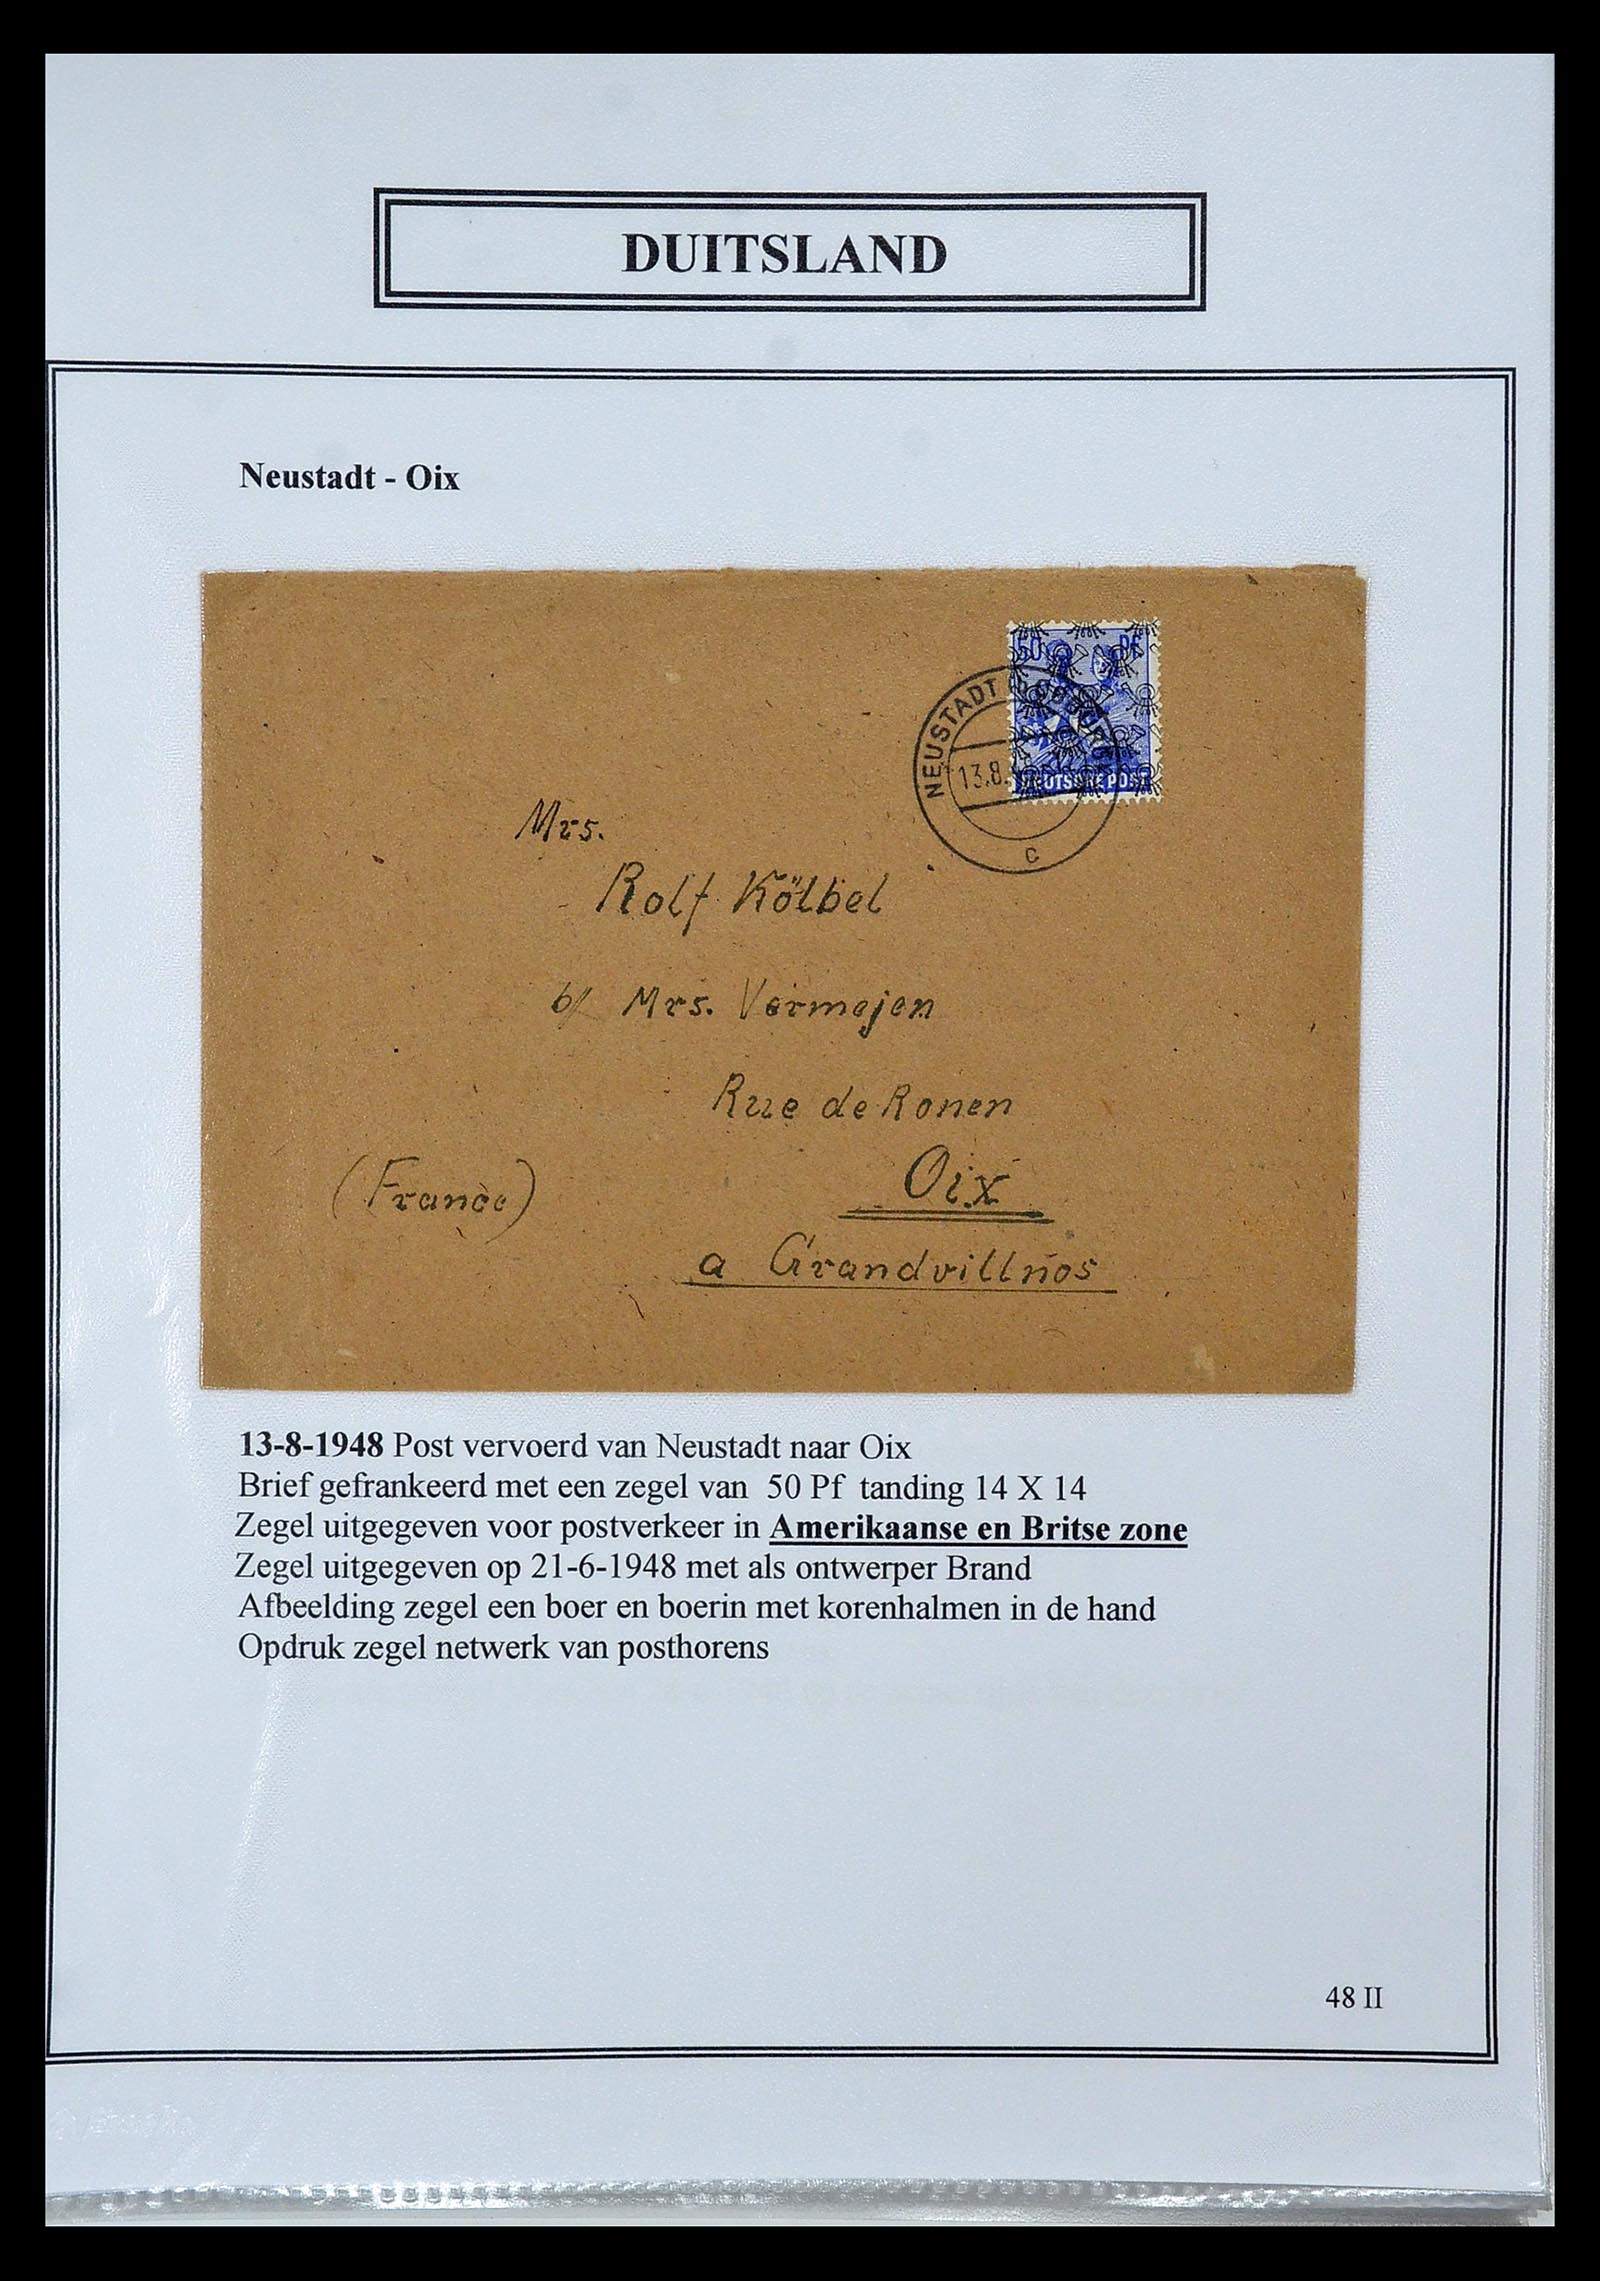 DUITSLAND
Neustadt - Oix
50 Pf
NEUSTADT (b COBURG)
13.8.
DEUTSCHE POST
c
Mrs.
Rolf Kölbel
b/ Mrs. Vermejen
Rue de Ronen
(France)
Oix
a Grandvillnos
13-8-1948 Post vervoerd van Neustadt naar Oix
Brief gefrankeerd met een zegel van 50 Pf tanding 14 X 14
Zegel uitgegeven voor postverkeer in Amerikaanse en Britse zone
Zegel uitgegeven op 21-6-1948 met als ontwerper Brand
Afbeelding zegel een boer en boerin met korenhalmen in de hand
Opdruk zegel netwerk van posthorens
48 II